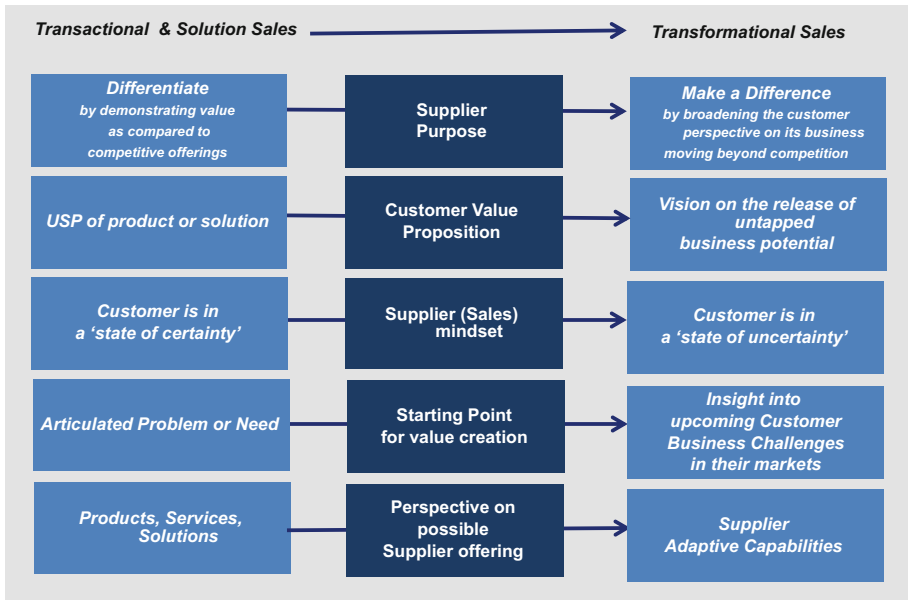 Transactional & Solution Sales
Transformational Sales
Differentiate
by demonstrating value
as compared to
competitive offerings
Supplier
Purpose
Make a Difference
by broadening the customer
perspective on its business
moving beyond competition
USP of product or solution
Customer Value
Proposition
Vision on the release of
untapped
business potential
Customer is in
a ‘state of certainty’
Supplier (Sales)
mindset
Customer is in
a ‘state of uncertainty’
Articulated Problem or Need
Starting Point
for value creation
Insight into
upcoming Customer
Business Challenges
in their markets
Products, Services,
Solutions
Perspective on
possible
Supplier offering
Supplier
Adaptive Capabilities